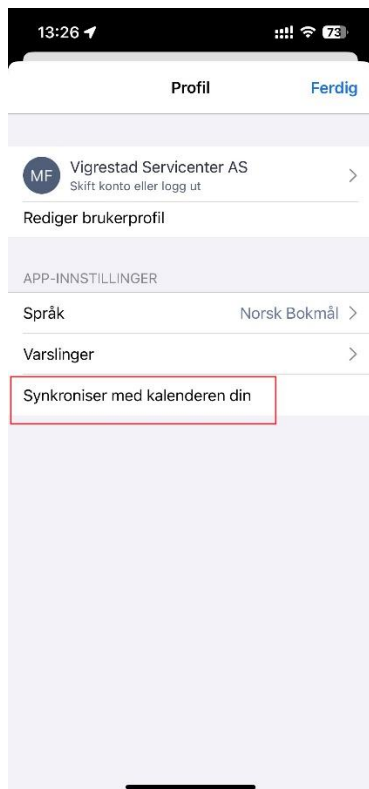 13:26
73
Profil
Ferdig
MF
Vigrestad Servicenter AS
Skift konto eller logg ut
Rediger brukerprofil
APP-INNSTILLINGER
Språk
Norsk Bokmål
Varslinger
Synkroniser med kalenderen din